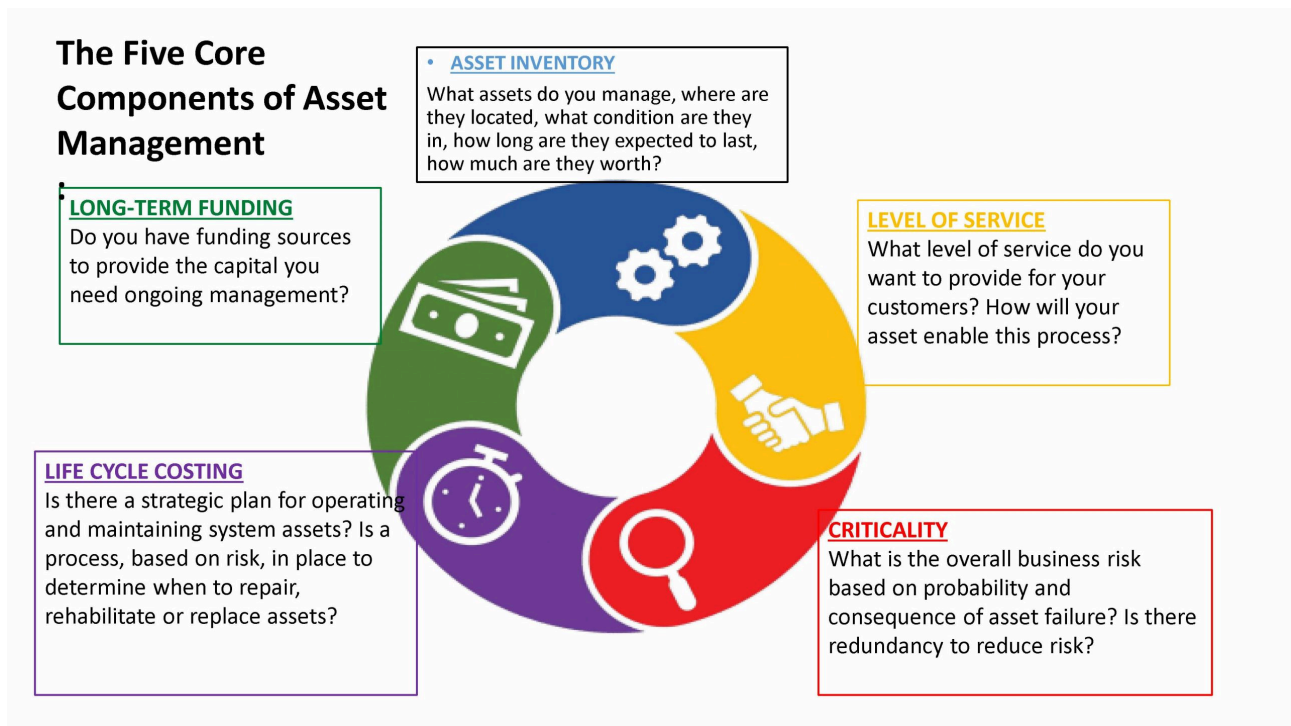 The Five Core
Components of Asset
Management
:
• ASSET INVENTORY
What assets do you manage, where are
they located, what condition are they
in, how long are they expected to last,
how much are they worth?
LONG-TERM FUNDING
Do you have funding sources
to provide the capital you
need ongoing management?
LEVEL OF SERVICE
What level of service do you
want to provide for your
customers? How will your
asset enable this process?
LIFE CYCLE COSTING
Is there a strategic plan for operating
and maintaining system assets? Is a
process, based on risk, in place to
determine when to repair,
rehabilitate or replace assets?
CRITICALITY
What is the overall business risk
based on probability and
consequence of asset failure? Is there
redundancy to reduce risk?